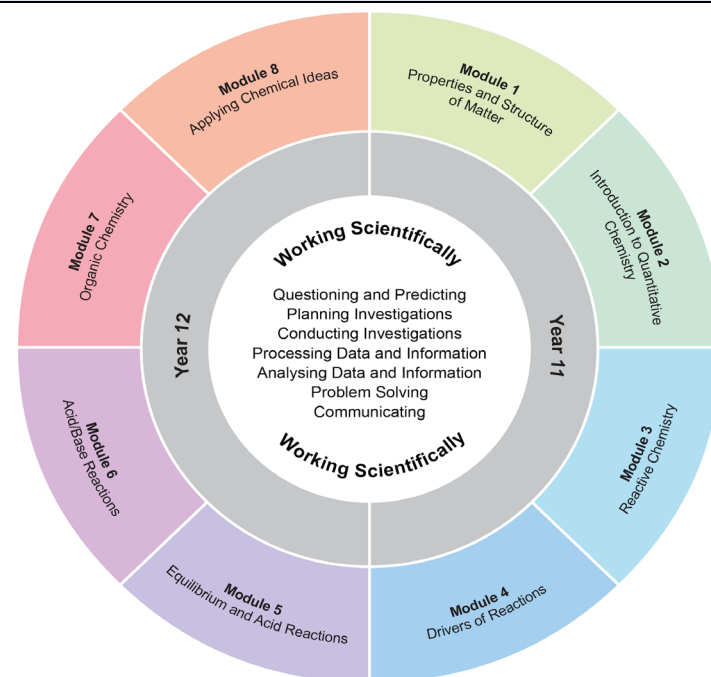 Module 8
Applying Chemical Ideas
Module 1
Properties and Structure
of Matter
Module 7
Organic Chemistry
Module 2
Introduction to Quantitative
Chemistry
Working Scientifically
Questioning and Predicting
Planning Investigations
Conducting Investigations
Processing Data and Information
Analysing Data and Information
Problem Solving
Communicating
Working Scientifically
Year 12
Year 11
Module 6
Acid/Base Reactions
Module 3
Reactive Chemistry
Module 5
Equilibrium and Acid Reactions
Module 4
Drivers of Reactions